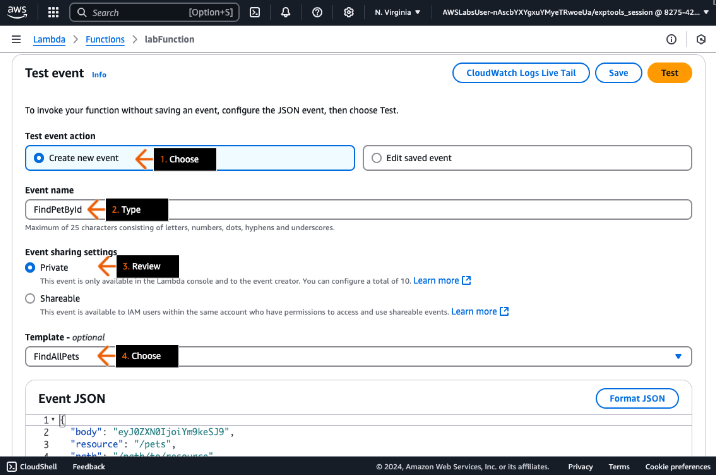 aws Search [Option+S] N. Virginia AWSLabsUser-nAscbYXYgxuYMyeTRwoeUa/exptools_session @ 8275-42...
Lambda > Functions > labFunction
Test event Info CloudWatch Logs Live Tail Save Test
To invoke your function without saving an event, configure the JSON event, then choose Test.
Test event action
Create new event 1. Choose Edit saved event
Event name
FindPetById 2. Type
Maximum of 25 characters consisting of letters, numbers, dots, hyphens and underscores.
Event sharing settings
Private 3. Review
This event is only available in the Lambda console and to the event creator. You can configure a total of 10. Learn more
Shareable
This event is available to IAM users within the same account who have permissions to access and use shareable events. Learn more
Template - optional
FindAllPets 4. Choose
Event JSON Format JSON
1 {
2 "body": "eyJ0ZXN0IjoiYm9keSJ9",
3 "resource": "/pets",
4 "path": "/path/to/resource",
CloudShell Feedback © 2024, Amazon Web Services, Inc. or its affiliates. Privacy Terms Cookie preferences